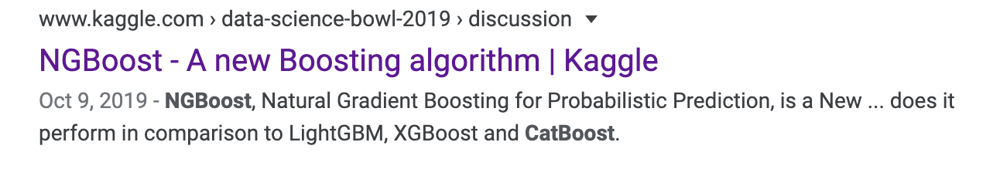 www.kaggle.com › data-science-bowl-2019 › discussion
NGBoost - A new Boosting algorithm | Kaggle
Oct 9, 2019 - NGBoost, Natural Gradient Boosting for Probabilistic Prediction, is a New ... does it
perform in comparison to LightGBM, XGBoost and CatBoost.